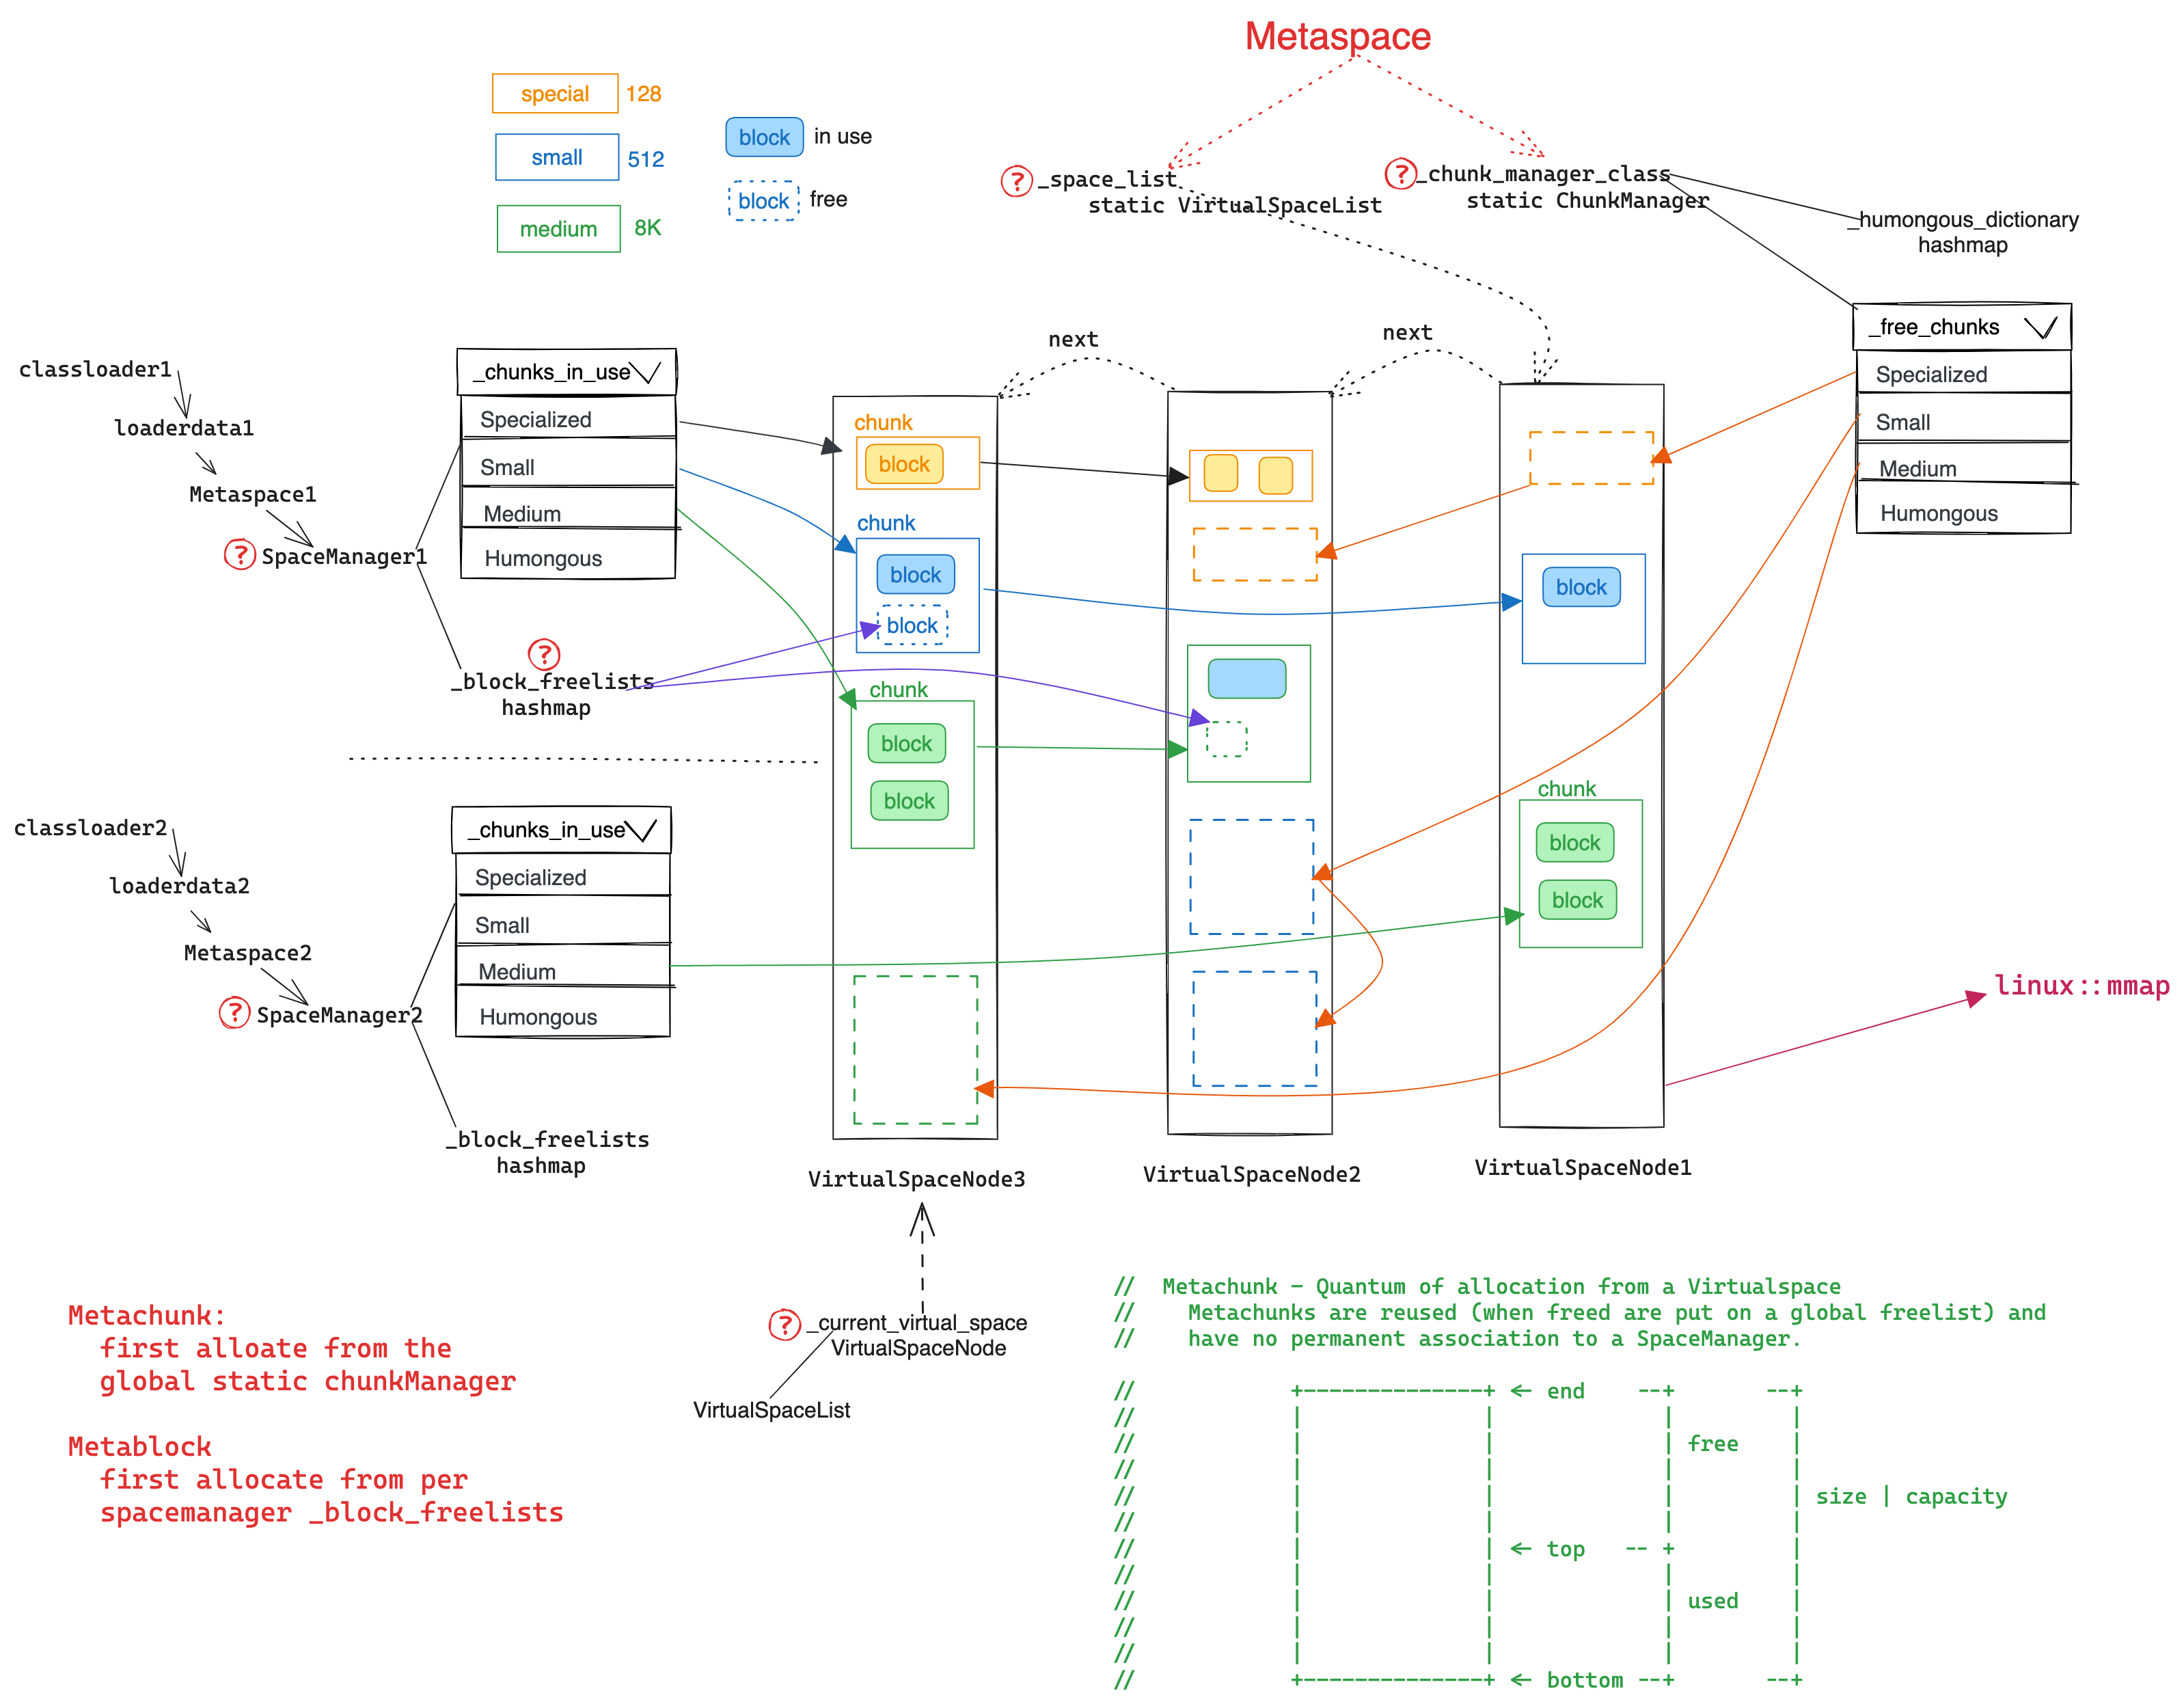 Metaspace
special 128
small 512
medium 8K
block in use
block free
? _space_list
static VirtualSpaceList
? _chunk_manager_class
static ChunkManager
_humongous_dictionary
hashmap
_free_chunks
Specialized
Small
Medium
Humongous
next
next
classloader1
loaderdata1
Metaspace1
? SpaceManager1
_chunks_in_use
Specialized
Small
Medium
Humongous
?
_block_freelists
hashmap
classloader2
loaderdata2
Metaspace2
? SpaceManager2
_chunks_in_use
Specialized
Small
Medium
Humongous
_block_freelists
hashmap
chunk
block
chunk
block
block
chunk
block
block
VirtualSpaceNode3
VirtualSpaceNode2
block
chunk
block
block
VirtualSpaceNode1
linux::mmap
? _current_virtual_space
VirtualSpaceNode
VirtualSpaceList
Metachunk:
first alloate from the
global static chunkManager
Metablock
first allocate from per
spacemanager _block_freelists
//  Metachunk - Quantum of allocation from a Virtualspace
//    Metachunks are reused (when freed are put on a global freelist) and
//    have no permanent association to a SpaceManager.
//            +--------------+ <- end    --+       --+
//            |              |             |         |
//            |              |             | free    |
//            |              |             |         |
//            |              |             |         | size | capacity
//            |              |             |         |
//            |              | <- top   -- +         |
//            |              |             |         |
//            |              |             | used    |
//            |              |             |         |
//            |              |             |         |
//            +--------------+ <- bottom --+       --+